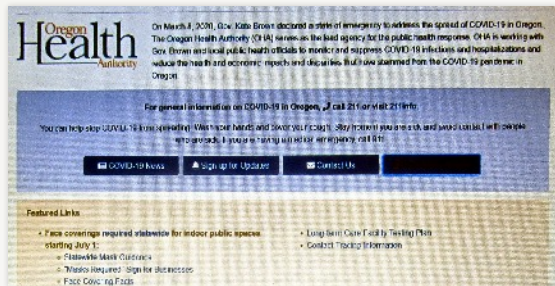 Oregon
Health
Authority
On March 8, 2020, Gov. Kate Brown declared a state of emergency to address the spread of COVID-19 in Oregon.
The Oregon Health Authority (OHA) serves as the lead agency for the public health response. OHA is working with
Gov. Brown and local public health officials to monitor and suppress COVID-19 infections and hospitalizations and
reduce the health and economic impacts and disparities that have stemmed from the COVID-19 pandemic in
Oregon.
For general information on COVID-19 in Oregon, call 211 or visit 211info.
You can help stop COVID-19 from spreading. Wash your hands and cover your cough. Stay home if you are sick and avoid contact with people
who are sick. If you are having a medical emergency, call 911.
COVID-19 News
Sign up for Updates
Contact Us
Featured Links
• Face coverings required statewide for indoor public spaces
starting July 1:
Statewide Mask Guidance
"Masks Required" Sign for Businesses
Face Covering Facts
• Long-term Care Facility Testing Plan
• Contact Tracing Information